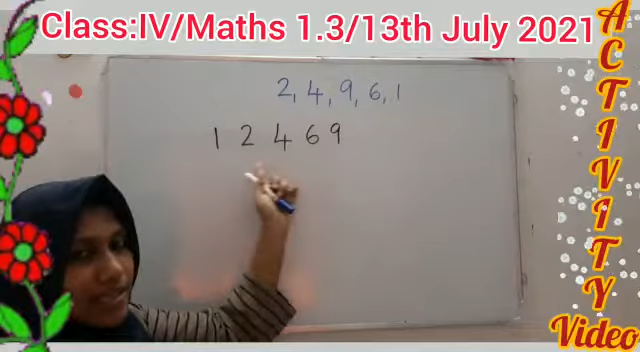 Class:IV/Maths 1.3/13th July 2021
2, 4, 9, 6, 1
1 2 4 6 9
ACTIVITY
Video